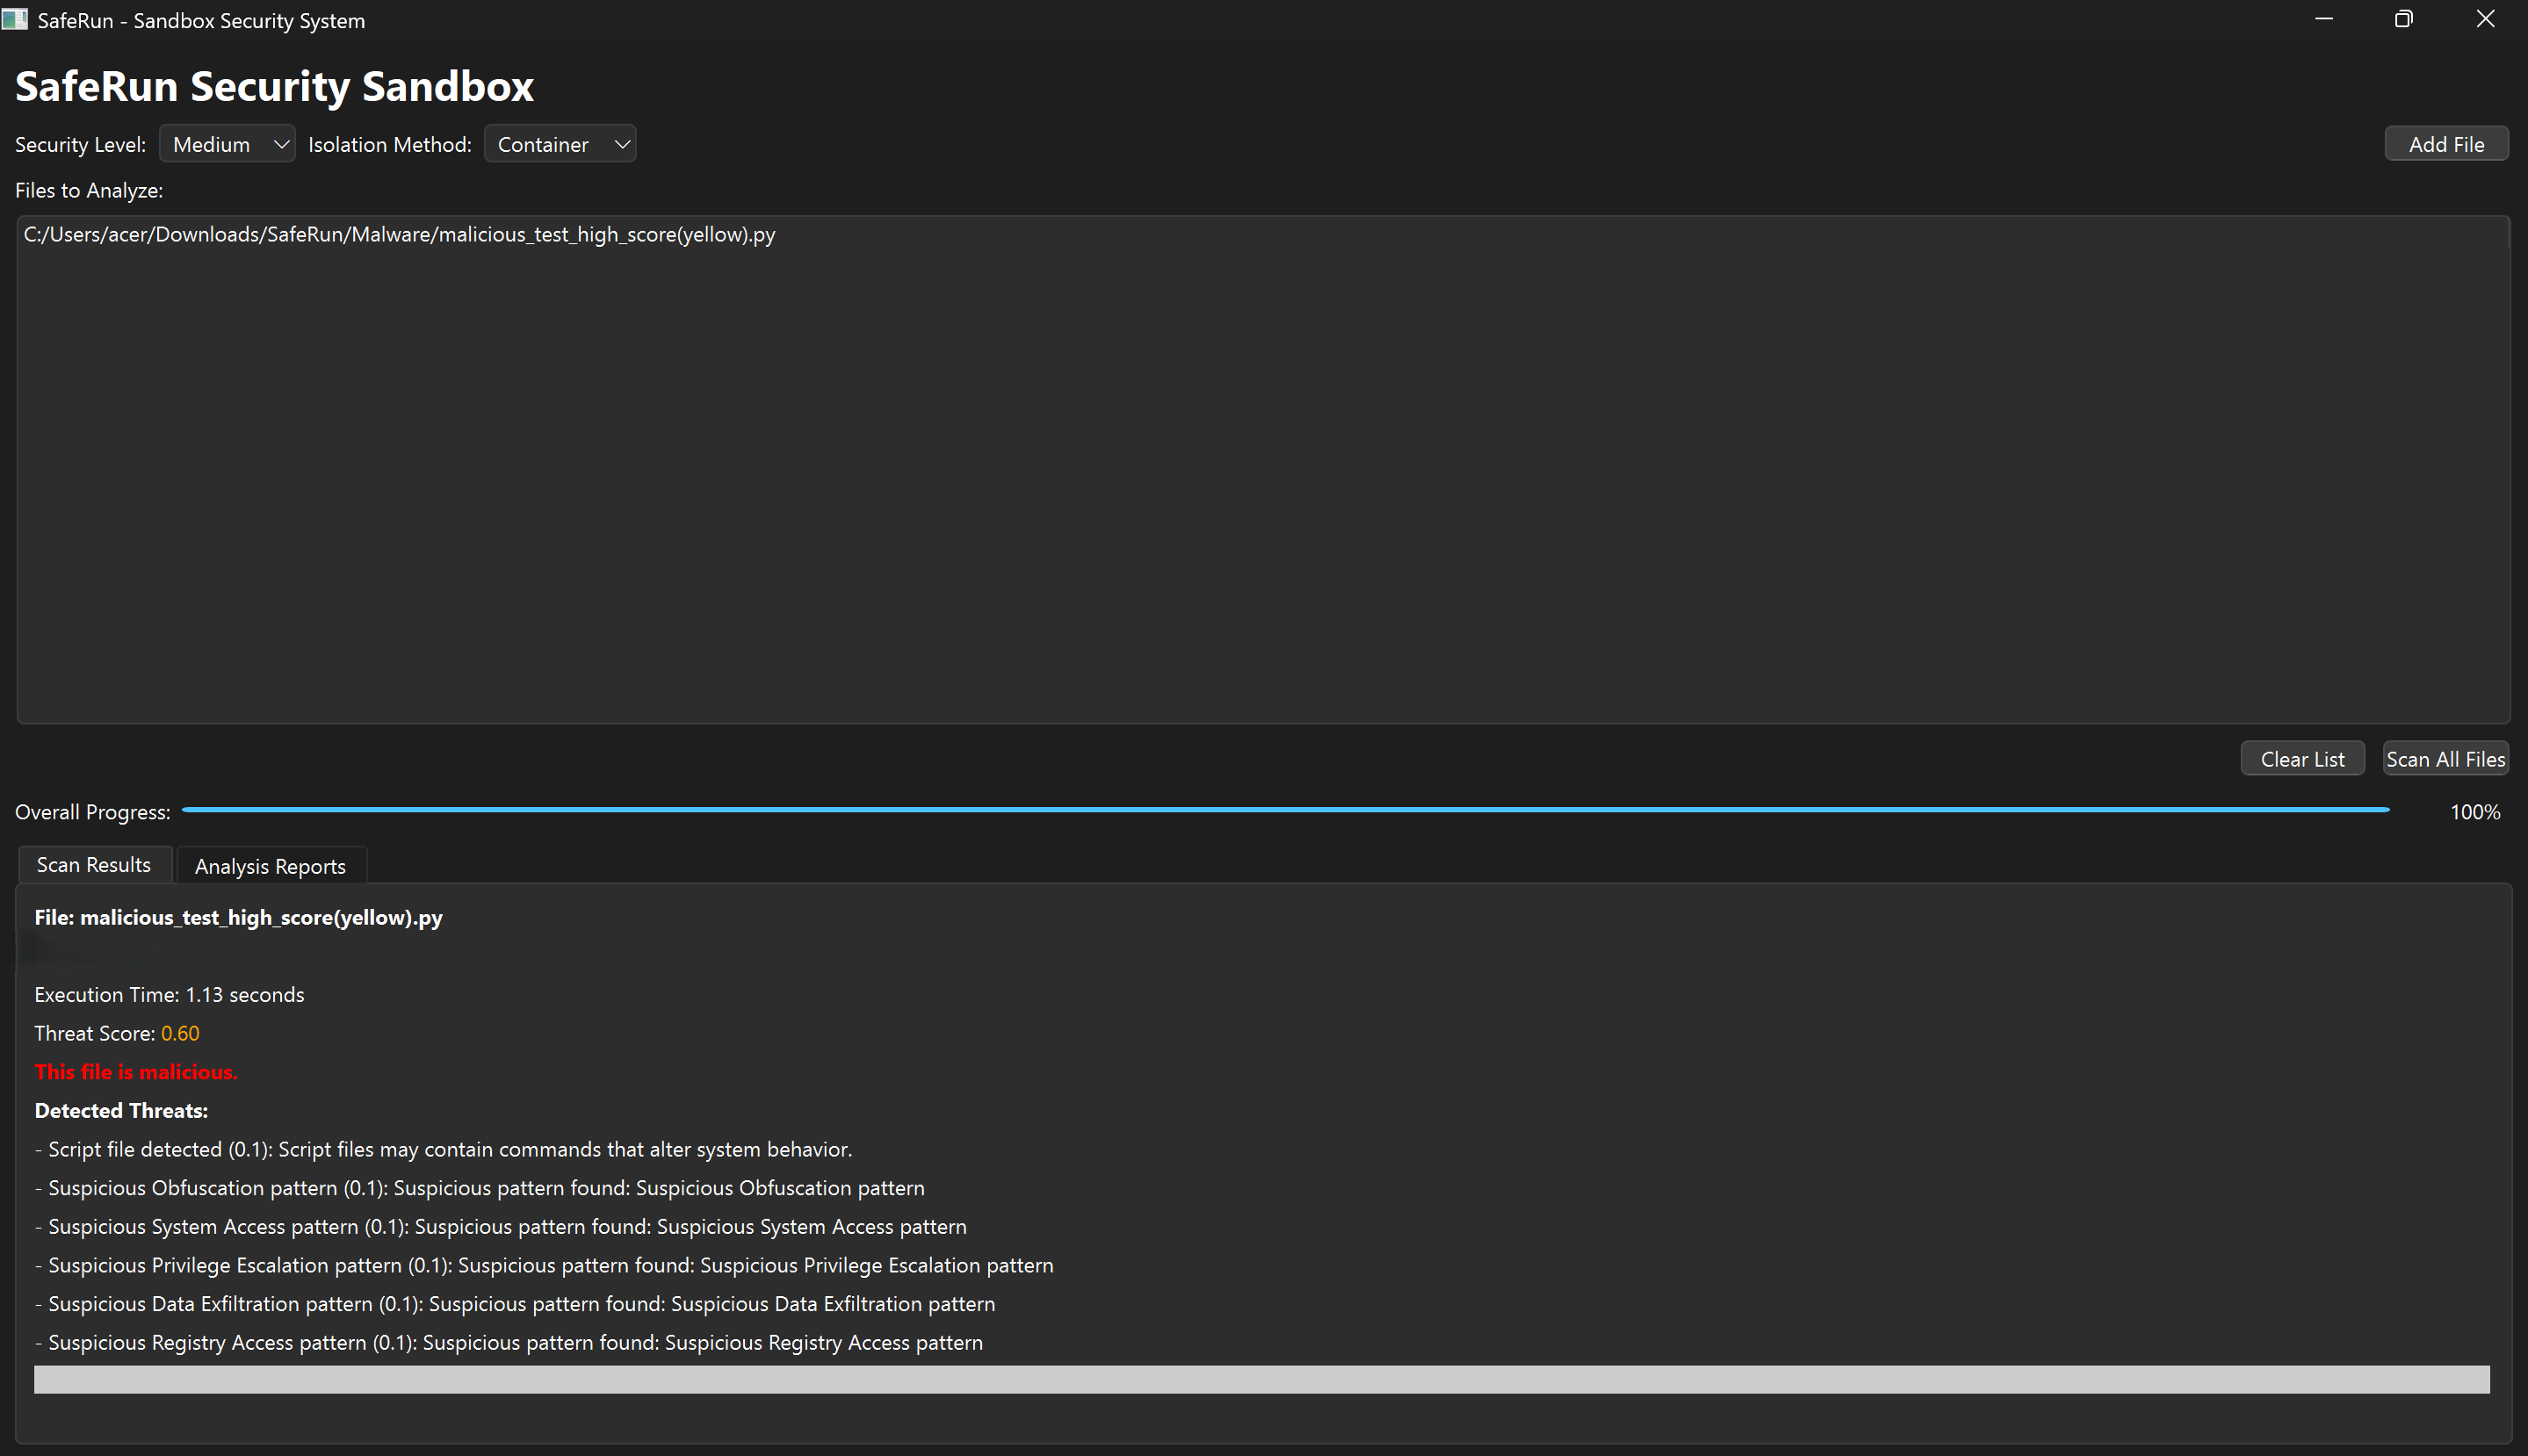 SafeRun - Sandbox Security System
SafeRun Security Sandbox
Security Level: Medium Isolation Method: Container Add File
Files to Analyze:
C:/Users/acer/Downloads/SafeRun/Malware/malicious_test_high_score(yellow).py
Clear List Scan All Files
Overall Progress: 100%
Scan Results Analysis Reports
File: malicious_test_high_score(yellow).py
Execution Time: 1.13 seconds
Threat Score: 0.60
This file is malicious.
Detected Threats:
- Script file detected (0.1): Script files may contain commands that alter system behavior.
- Suspicious Obfuscation pattern (0.1): Suspicious pattern found: Suspicious Obfuscation pattern
- Suspicious System Access pattern (0.1): Suspicious pattern found: Suspicious System Access pattern
- Suspicious Privilege Escalation pattern (0.1): Suspicious pattern found: Suspicious Privilege Escalation pattern
- Suspicious Data Exfiltration pattern (0.1): Suspicious pattern found: Suspicious Data Exfiltration pattern
- Suspicious Registry Access pattern (0.1): Suspicious pattern found: Suspicious Registry Access pattern